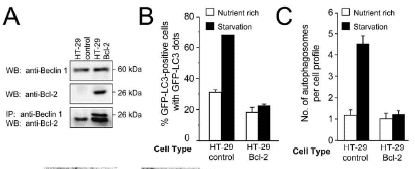 A
HT-29 control
HT-29 Bcl-2
WB: anti-Beclin 1
60 kDa
WB: anti-Bcl-2
26 kDa
IP: anti-Beclin 1
WB: anti-Bcl-2
26 kDa
B
Nutrient rich
Starvation
% GFP-LC3-positive cells
with GFP-LC3 dots
80
60
40
20
0
Cell Type
HT-29 control
HT-29 Bcl-2
C
Nutrient rich
Starvation
No. of autophagosomes
per cell profile
6
5
4
3
2
1
0
Cell Type
HT-29 control
HT-29 Bcl-2